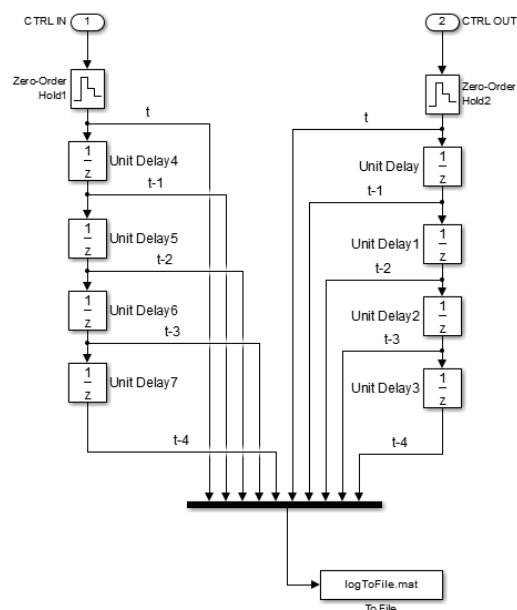 CTRL IN
1
2
CTRL OUT
Zero-Order
Hold1
Zero-Order
Hold2
t
t
1
z
Unit Delay4
Unit Delay
1
z
t-1
t-1
1
z
Unit Delay5
Unit Delay1
1
z
t-2
t-2
1
z
Unit Delay6
Unit Delay2
1
z
t-3
t-3
1
z
Unit Delay7
Unit Delay3
1
z
t-4
t-4
logToFile.mat
To File